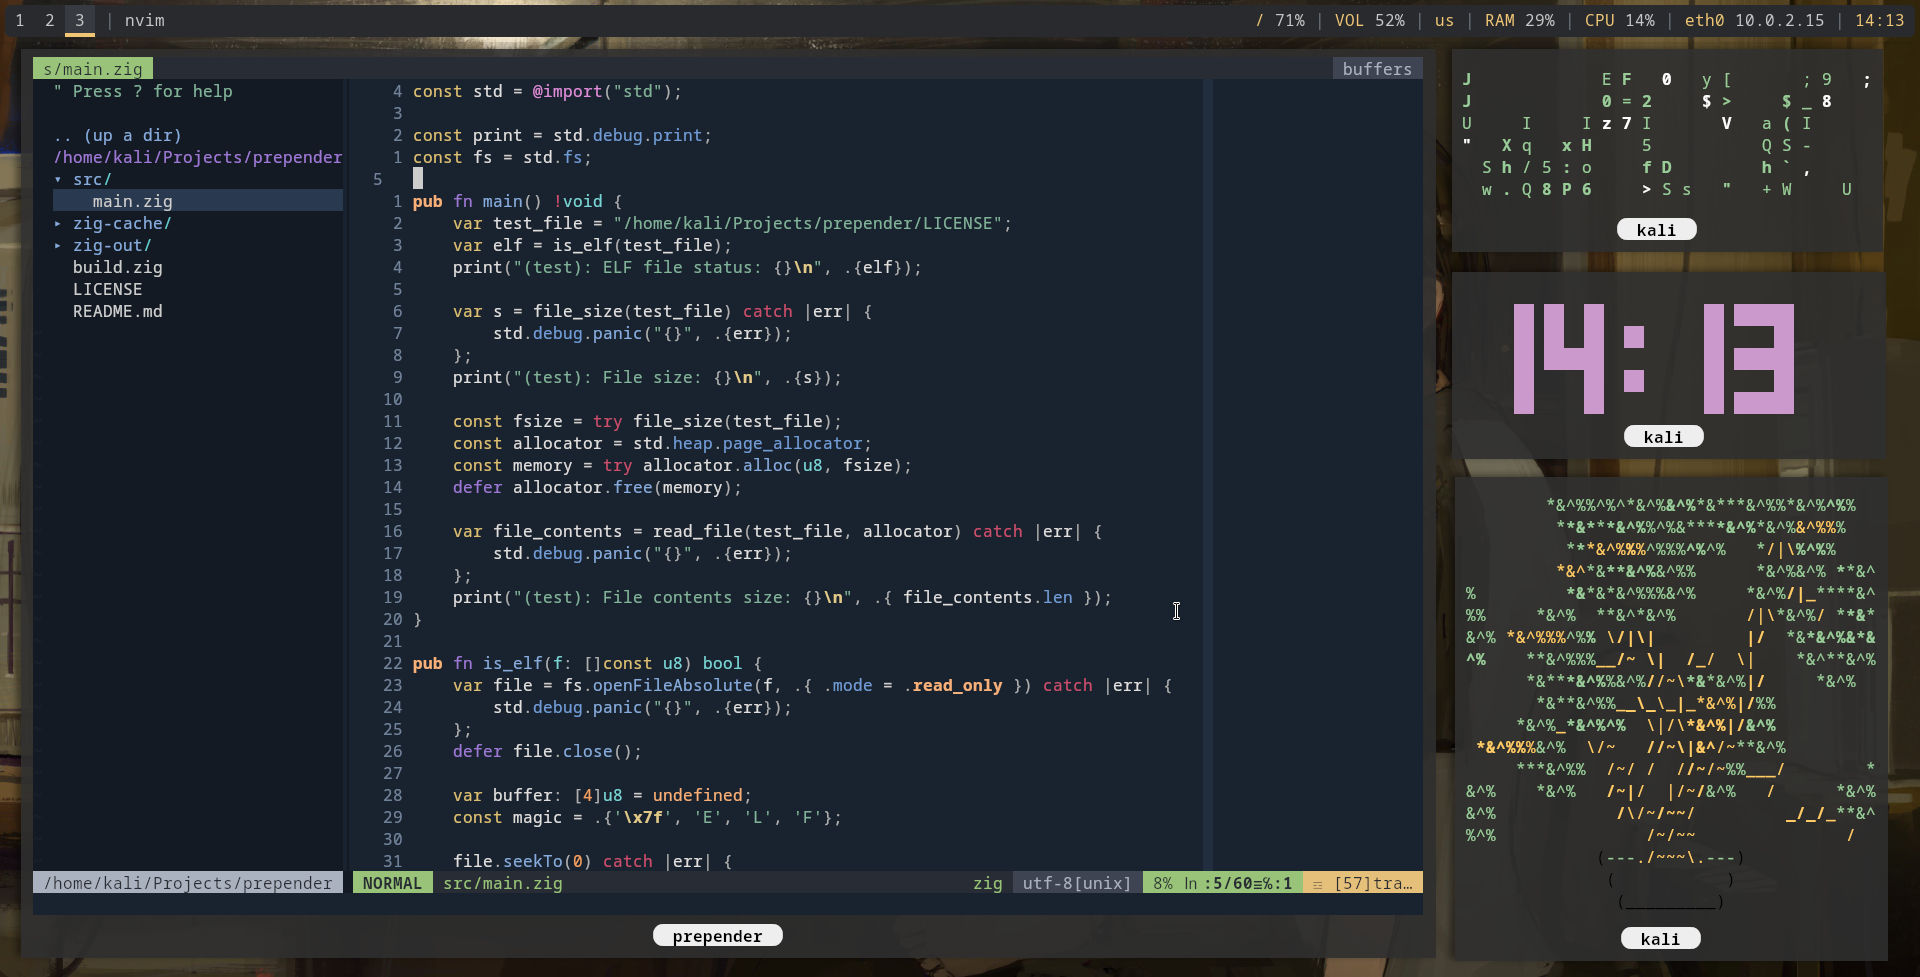 1 2 3 | nvim
/ 71% | VOL 52% | us | RAM 29% | CPU 14% | eth0 10.0.2.15 | 14:13
s/main.zig
buffers
" Press ? for help
.. (up a dir)
/home/kali/Projects/prepender
▾ src/
main.zig
▸ zig-cache/
▸ zig-out/
build.zig
LICENSE
README.md
4 const std = @import("std");
3
2 const print = std.debug.print;
1 const fs = std.fs;
5
1 pub fn main() !void {
2     var test_file = "/home/kali/Projects/prepender/LICENSE";
3     var elf = is_elf(test_file);
4     print("(test): ELF file status: {}\n", .{elf});
5
6     var s = file_size(test_file) catch |err| {
7         std.debug.panic("{}", .{err});
8     };
9     print("(test): File size: {}\n", .{s});
10
11     const fsize = try file_size(test_file);
12     const allocator = std.heap.page_allocator;
13     const memory = try allocator.alloc(u8, fsize);
14     defer allocator.free(memory);
15
16     var file_contents = read_file(test_file, allocator) catch |err| {
17         std.debug.panic("{}", .{err});
18     };
19     print("(test): File contents size: {}\n", .{ file_contents.len });
20 }
21
22 pub fn is_elf(f: []const u8) bool {
23     var file = fs.openFileAbsolute(f, .{ .mode = .read_only }) catch |err| {
24         std.debug.panic("{}", .{err});
25     };
26     defer file.close();
27
28     var buffer: [4]u8 = undefined;
29     const magic = .{'\x7f', 'E', 'L', 'F'};
30
31     file.seekTo(0) catch |err| {
/home/kali/Projects/prepender
NORMAL src/main.zig
zig utf-8[unix] 8% ln :5/60≡℅:1 ☲ [57]tra…
prepender
J E F 0 y [ ; 9 ;
J 0 = 2 $ > $ _ 8
U I I z 7 I V a ( I
" X q x H 5 Q S -
S h / 5 : o f D h ` ,
w . Q 8 P 6 > S s " + W U
kali
14:13
kali
kali